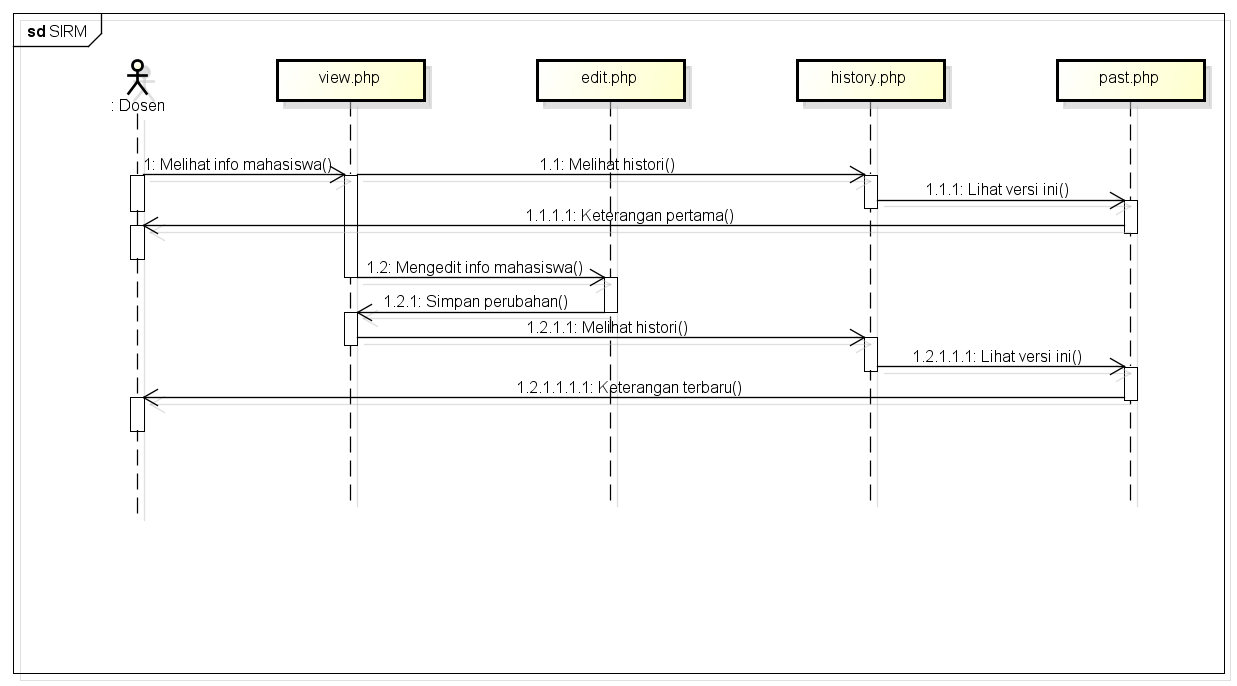 sd SIRM
: Dosen
view.php
edit.php
history.php
past.php
1: Melihat info mahasiswa()
1.1: Melihat histori()
1.1.1: Lihat versi ini()
1.1.1.1: Keterangan pertama()
1.2: Mengedit info mahasiswa()
1.2.1: Simpan perubahan()
1.2.1.1: Melihat histori()
1.2.1.1.1: Lihat versi ini()
1.2.1.1.1.1: Keterangan terbaru()